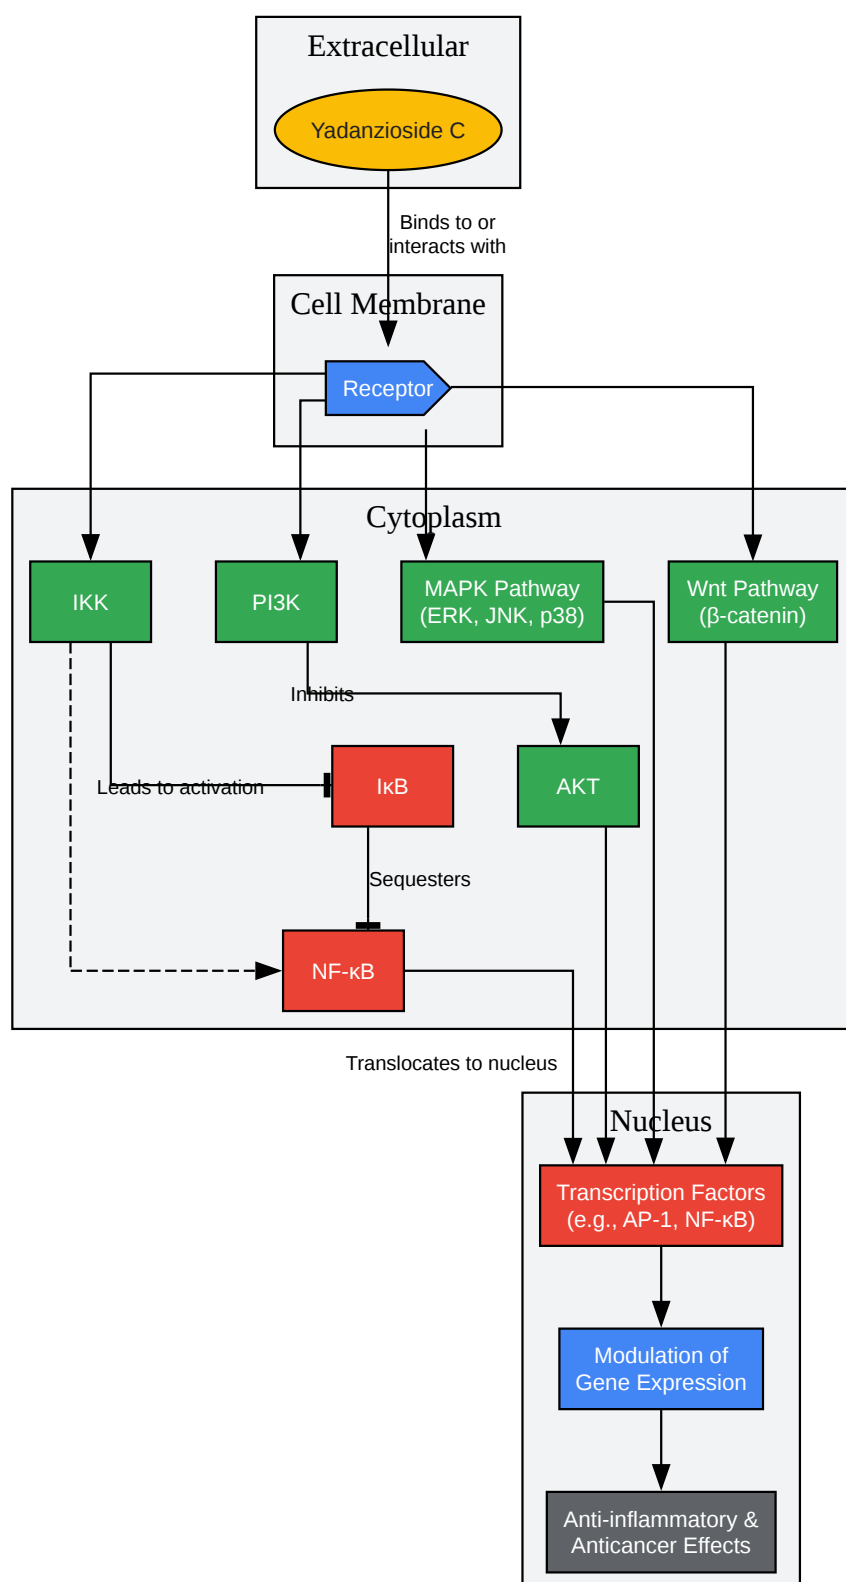 Extracellular
Yadanzioside C
Binds to or
interacts with
Cell Membrane
Receptor
Cytoplasm
IKK
PI3K
MAPK Pathway
(ERK, JNK, p38)
Wnt Pathway
(β-catenin)
Inhibits
Leads to activation
IκB
AKT
Sequesters
NF-κB
Translocates to nucleus
Nucleus
Transcription Factors
(e.g., AP-1, NF-κB)
Modulation of
Gene Expression
Anti-inflammatory &
Anticancer Effects